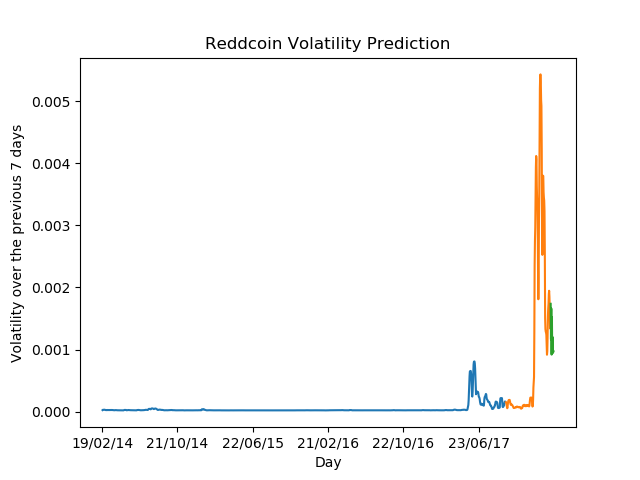 Reddcoin Volatility Prediction
Volatility over the previous 7 days
0.005
0.004
0.003
0.002
0.001
0.000
19/02/14 21/10/14 22/06/15 21/02/16 22/10/16 23/06/17
Day